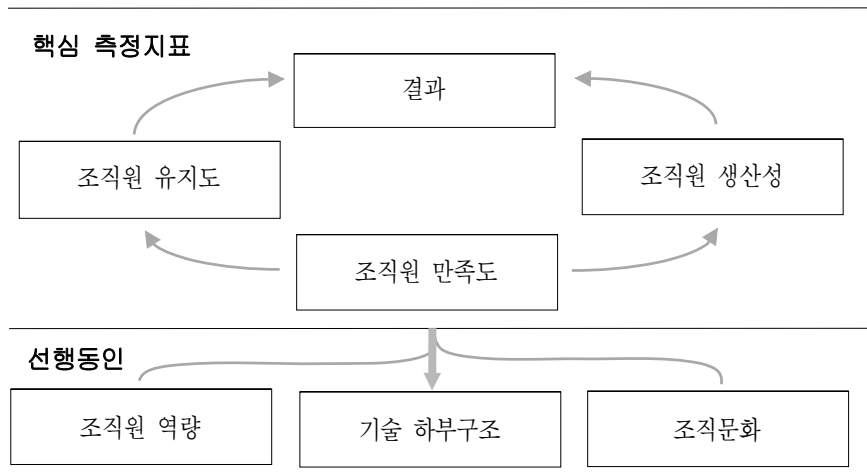 핵심 측정지표
결과
조직원 유지도
조직원 생산성
조직원 만족도
선행동인
조직원 역량
기술 하부구조
조직문화